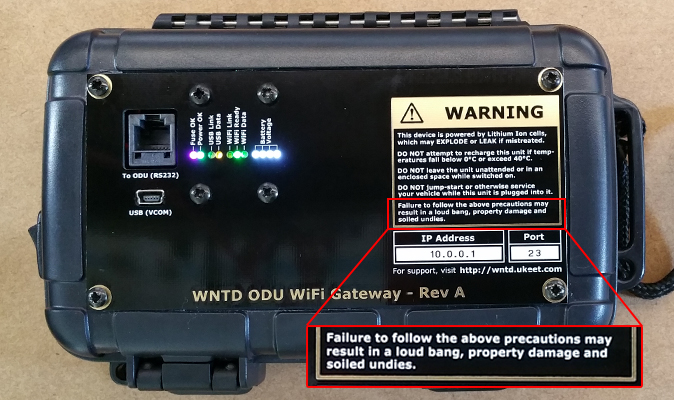 Fuse OK
Power OK
USB Link
USB Data
WiFi Link
WiFi Ready
WiFi Data
Battery
Voltage
To ODU (RS232)
USB (VCOM)
WARNING
This device is powered by Lithium Ion cells,
which may EXPLODE or LEAK if mistreated.
DO NOT attempt to recharge this unit if temp-
eratures fall below 0°C or exceed 40°C.
DO NOT leave the unit unattended or in an
enclosed space while switched on.
DO NOT jump-start or otherwise service
your vehicle while this unit is plugged into it.
Failure to follow the above precautions may
result in a loud bang, property damage and
soiled undies.
IP Address Port
10.0.0.1 23
For support, visit http://wntd.ukeet.com
WNTD ODU WiFi Gateway - Rev A
Failure to follow the above precautions may
result in a loud bang, property damage and
soiled undies.